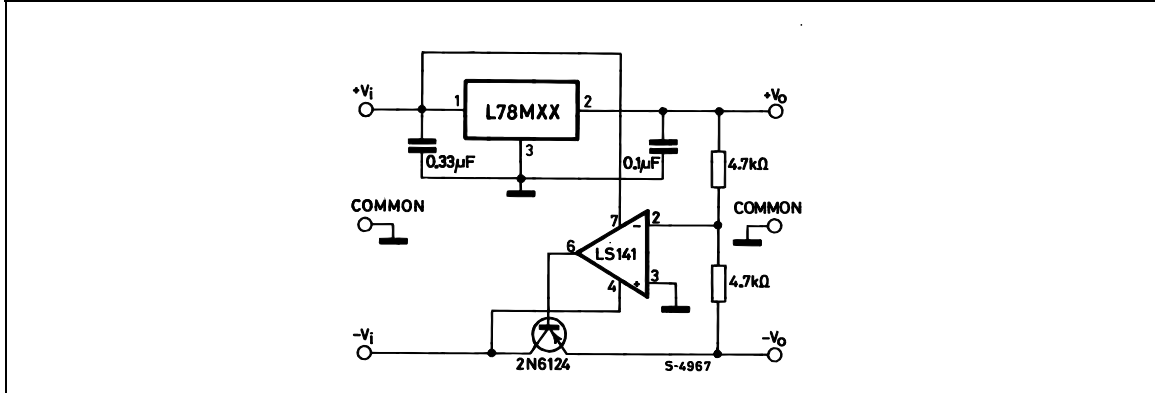 +Vi
1
L78MXX
2
+Vo
3
0.33µF
0.1µF
4.7kΩ
COMMON
COMMON
7
2
-
6
LS141
4
+
3
4.7kΩ
-Vi
-Vo
2N6124
S-4967